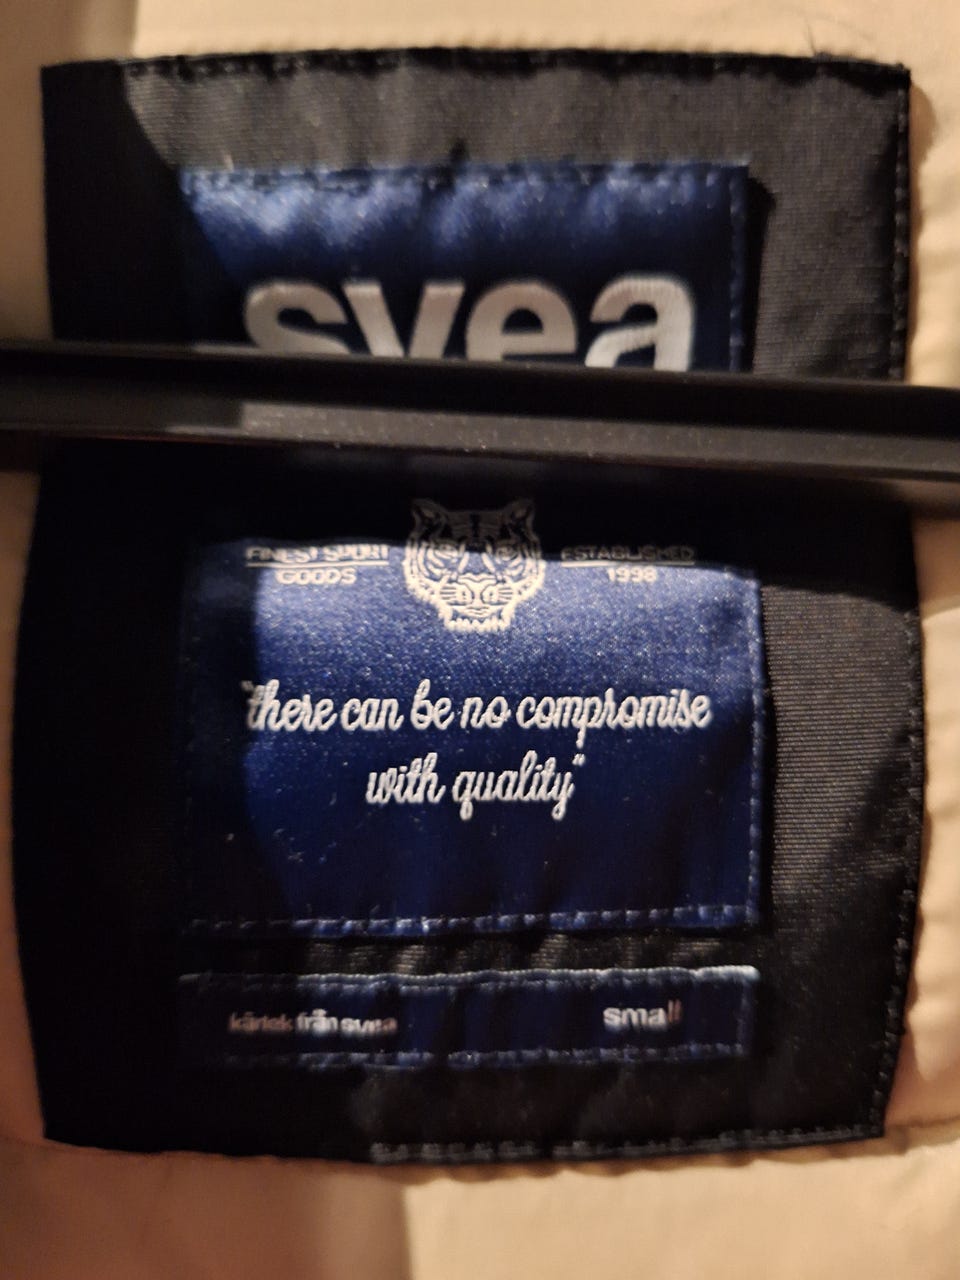 svea
FINEST SPORT
GOODS
ESTABLISHED
1998
"there can be no compromise
with quality"
kärlek från svea
small